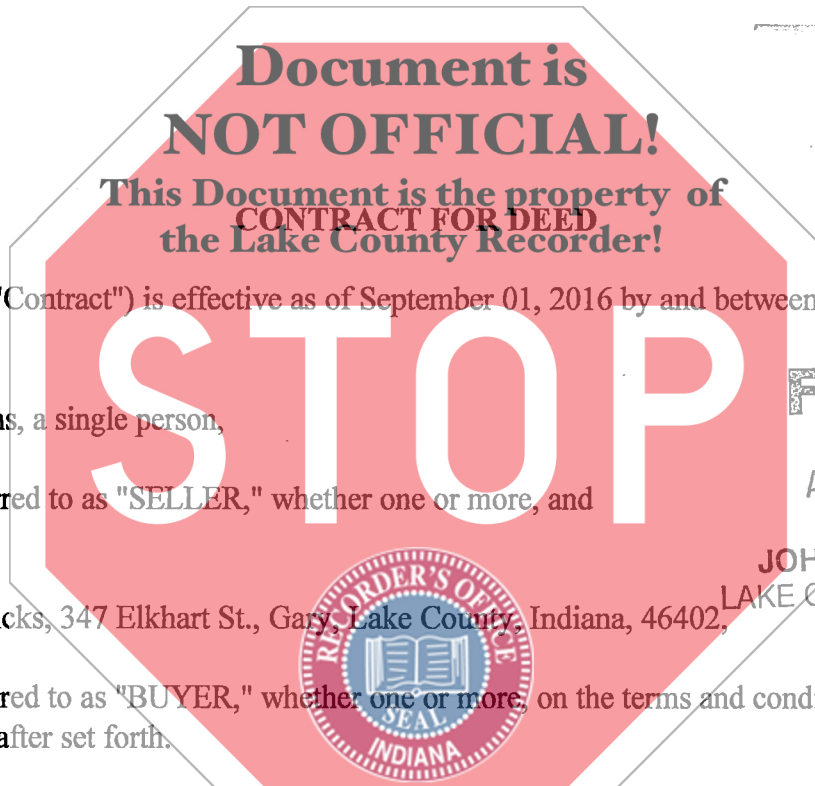 Document is
NOT OFFICIAL!
This Document is the property of
CONTRACT FOR DEED
the Lake County Recorder!
"Contract") is effective as of September 01, 2016 by and between
STOP
F
ns, a single person,
red to as "SELLER," whether one or more, and
JOH
LAKE C
cks, 347 Elkhart St., Gary, Lake County, Indiana, 46402,
red to as "BUYER," whether one or more, on the terms and condi
after set forth.
RECORDER'S OFFICE
SEAL
INDIANA